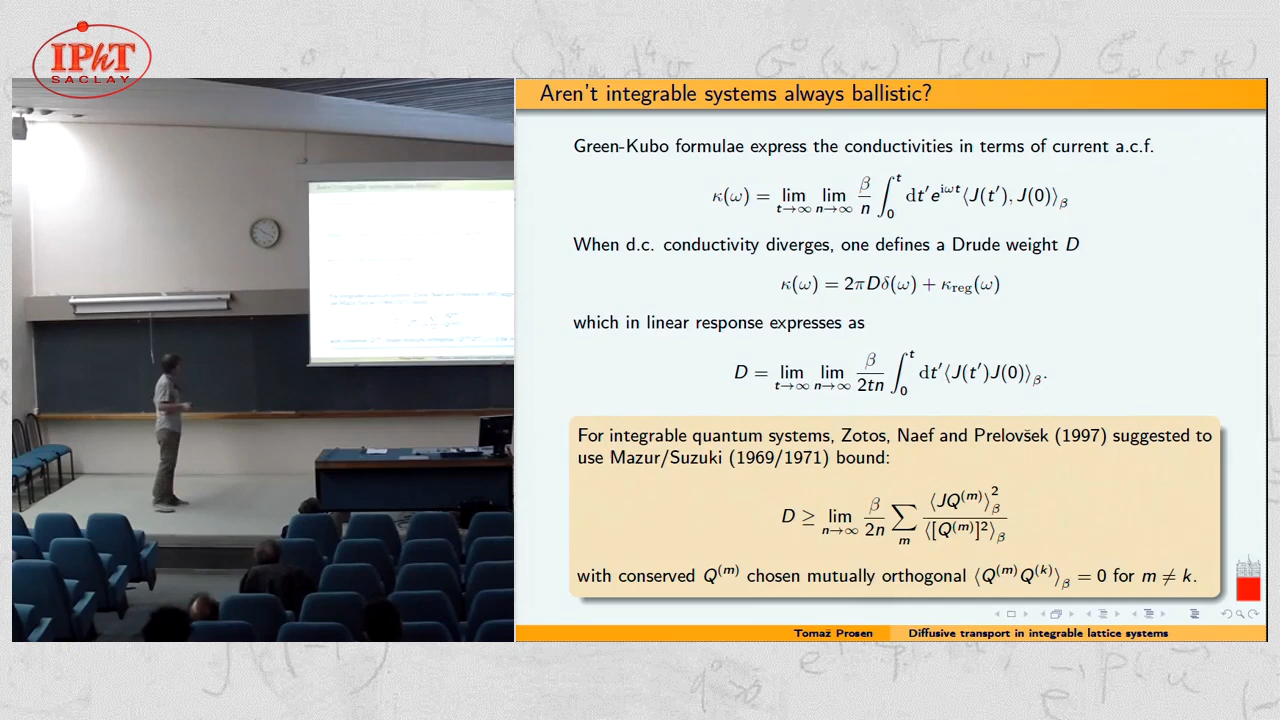 IPhT
SACLAY
Aren't integrable systems always ballistic?
Green-Kubo formulae express the conductivities in terms of current a.c.f.
κ(ω) = lim_{t→∞} lim_{n→∞} β/n ∫_0^t dt′e^{iωt}⟨J(t′), J(0)⟩_β
When d.c. conductivity diverges, one defines a Drude weight D
κ(ω) = 2πDδ(ω) + κ_reg(ω)
which in linear response expresses as
D = lim_{t→∞} lim_{n→∞} β/2tn ∫_0^t dt′⟨J(t′)J(0)⟩_β.
For integrable quantum systems, Zotos, Naef and Prelovšek (1997) suggested to
use Mazur/Suzuki (1969/1971) bound:
D ≥ lim_{n→∞} β/2n ∑_m ⟨JQ^{(m)}⟩²_β / ⟨[Q^{(m)}]²⟩_β
with conserved Q^{(m)} chosen mutually orthogonal ⟨Q^{(m)}Q^{(k)}⟩_β = 0 for m ≠ k.
Tomaž Prosen Diffusive transport in integrable lattice systems